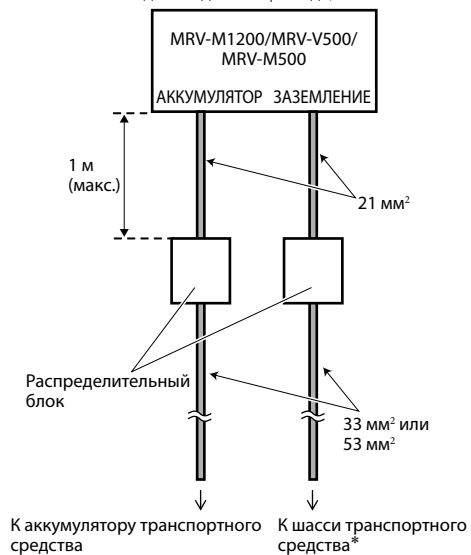 MRV-M1200/MRV-V500/
MRV-M500
АККУМУЛЯТОР ЗАЗЕМЛЕНИЕ
1 м
(макс.)
21 мм²
Распределительный
блок
33 мм² или
53 мм²
К аккумулятору транспортного
средства
К шасси транспортного
средства*